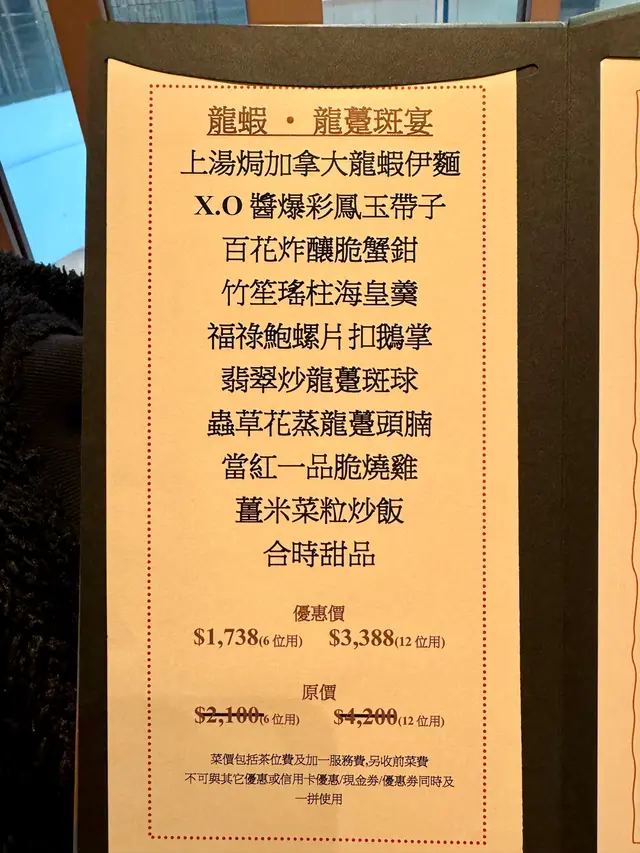 龍蝦 · 龍躉斑宴
上湯焗加拿大龍蝦伊麵
X.O 醬爆彩鳳玉帶子
百花炸釀脆蟹鉗
竹笙瑤柱海皇羹
福祿鮑螺片扣鵝掌
翡翠炒龍躉斑球
蟲草花蒸龍躉頭腩
當紅一品脆燒雞
薑米菜粒炒飯
合時甜品
優惠價
$1,738(6 位用) $3,388(12 位用)
原價
$2,100(6 位用) $4,200(12 位用)
菜價包括茶位費及加一服務費,另收前菜費
不可與其它優惠或信用卡優惠/現金券/優惠券同時及
一拼使用